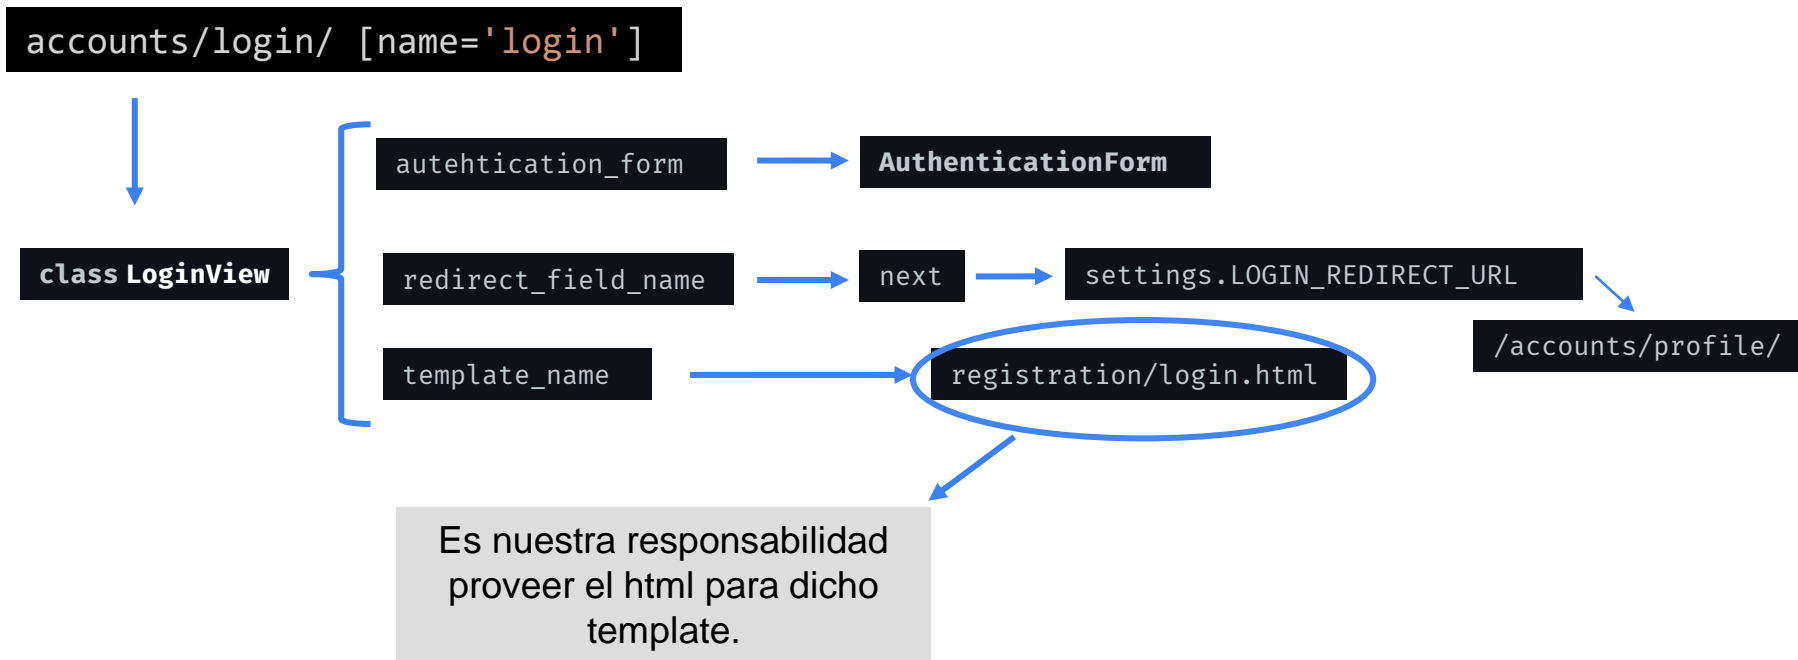 accounts/login/ [name='login']
autehtication_form
AuthenticationForm
class LoginView
redirect_field_name
next
settings.LOGIN_REDIRECT_URL
/accounts/profile/
template_name
registration/login.html
Es nuestra responsabilidad
proveer el html para dicho
template.